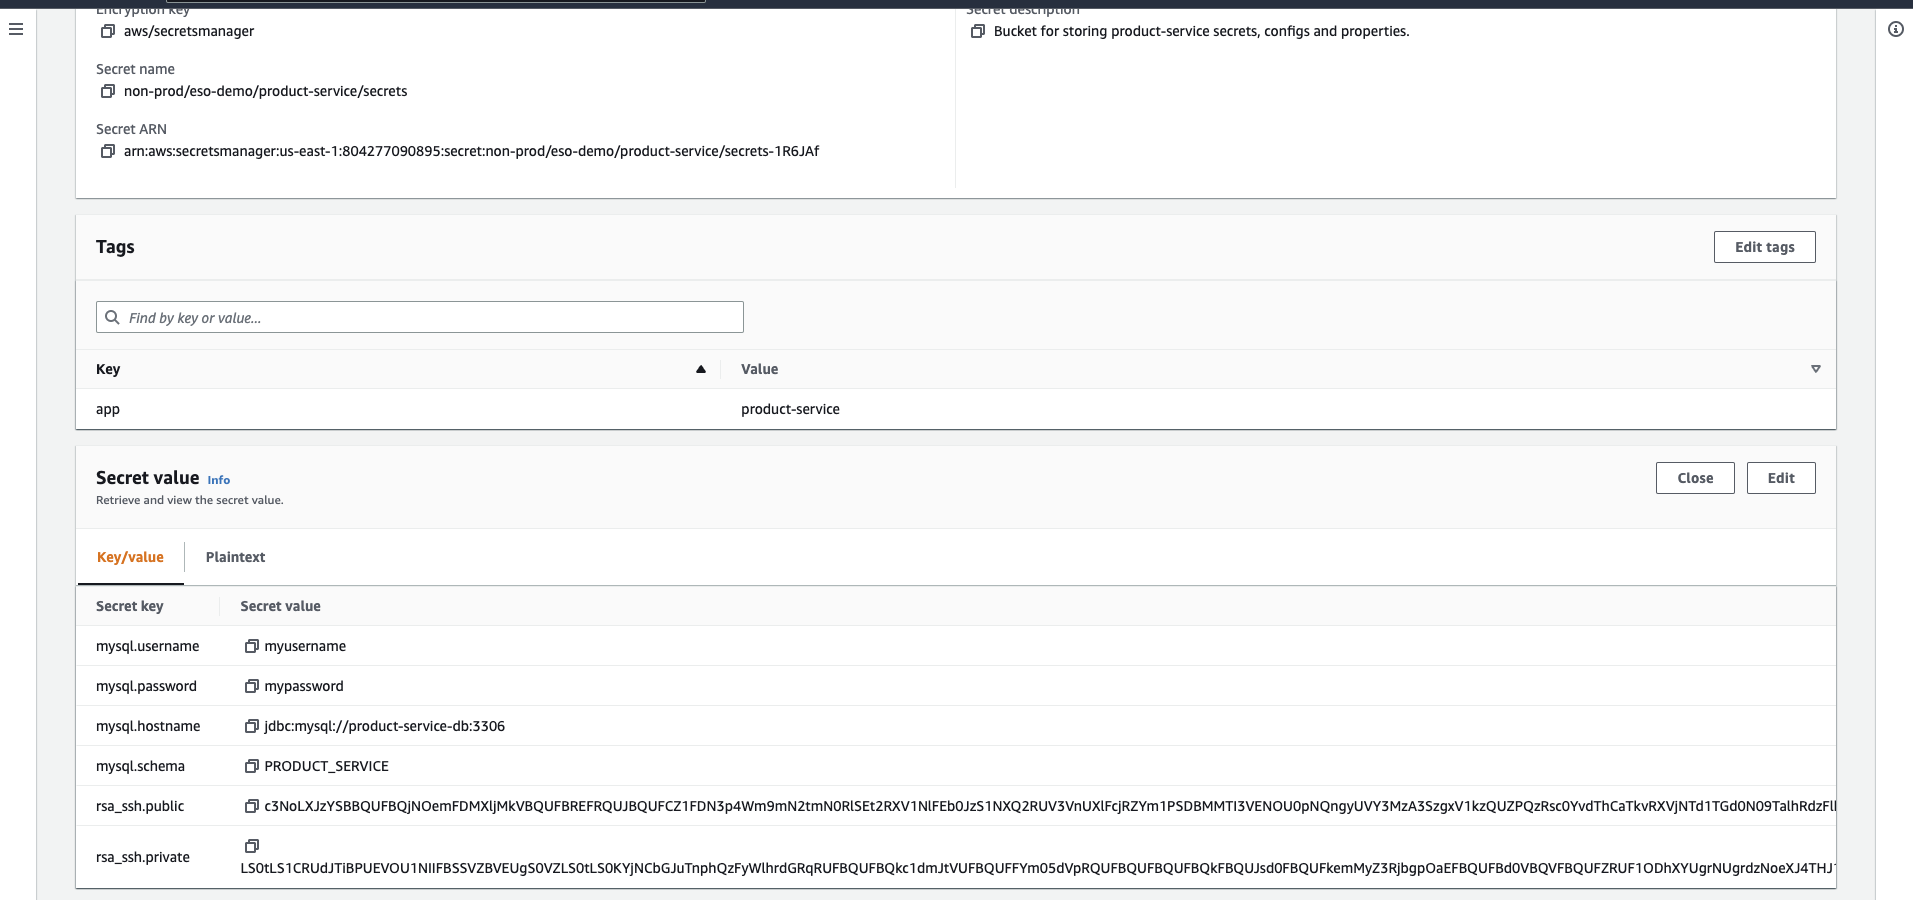 Encryption key
aws/secretsmanager
Secret name
non-prod/eso-demo/product-service/secrets
Secret ARN
arn:aws:secretsmanager:us-east-1:804277090895:secret:non-prod/eso-demo/product-service/secrets-1R6JAf
Secret description
Bucket for storing product-service secrets, configs and properties.
Tags
Edit tags
Find by key or value...
Key
Value
app
product-service
Secret value Info
Retrieve and view the secret value.
Close
Edit
Key/value
Plaintext
Secret key
Secret value
mysql.username
myusername
mysql.password
mypassword
mysql.hostname
jdbc:mysql://product-service-db:3306
mysql.schema
PRODUCT_SERVICE
rsa_ssh.public
rsa_ssh.private